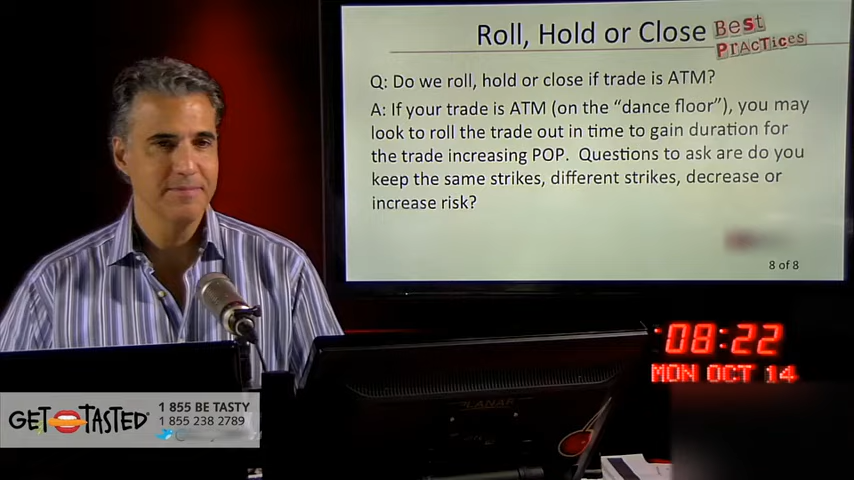 Roll, Hold or Close Best
Practices
Q: Do we roll, hold or close if trade is ATM?
A: If your trade is ATM (on the “dance floor”), you may
look to roll the trade out in time to gain duration for
the trade increasing POP. Questions to ask are do you
keep the same strikes, different strikes, decrease or
increase risk?
8 of 8
08:22
MON OCT 14
PLANAR
GET TASTED
1 855 BE TASTY
1 855 238 2789